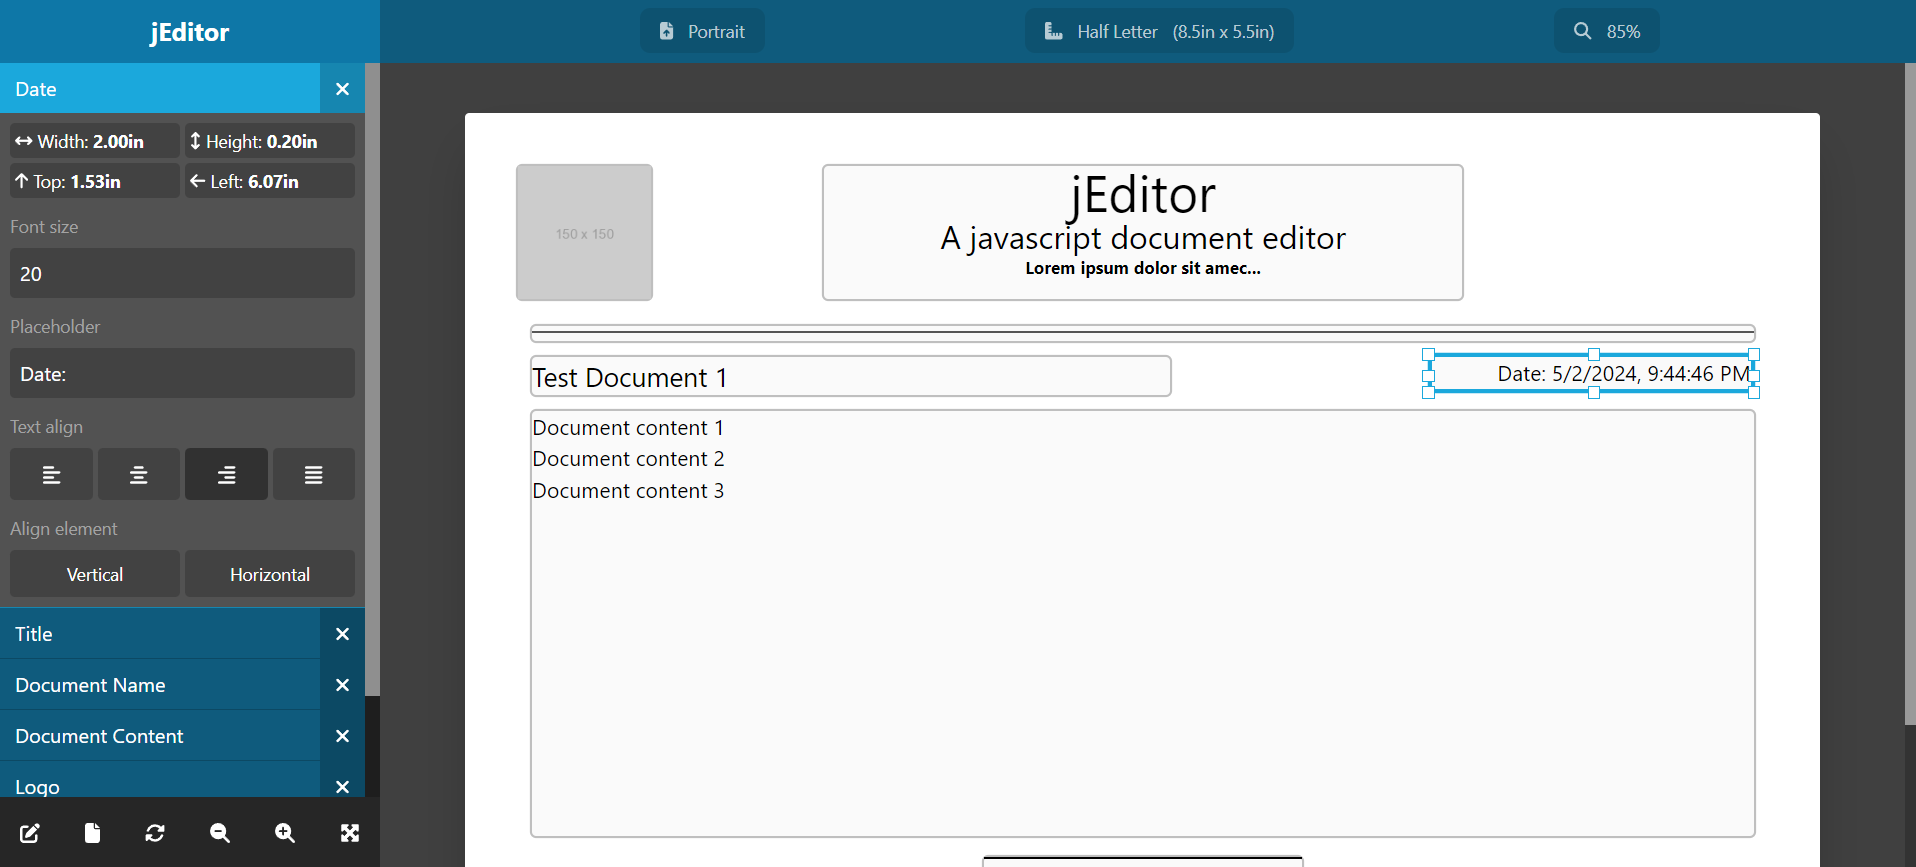 jEditor
Portrait
Half Letter (8.5in x 5.5in)
85%
Date
Width: 2.00in
Height: 0.20in
Top: 1.53in
Left: 6.07in
Font size
20
Placeholder
Date:
Text align
Align element
Vertical
Horizontal
Title
Document Name
Document Content
Logo
150 x 150
jEditor
A javascript document editor
Lorem ipsum dolor sit amec...
Test Document 1
Date: 5/2/2024, 9:44:46 PM
Document content 1
Document content 2
Document content 3